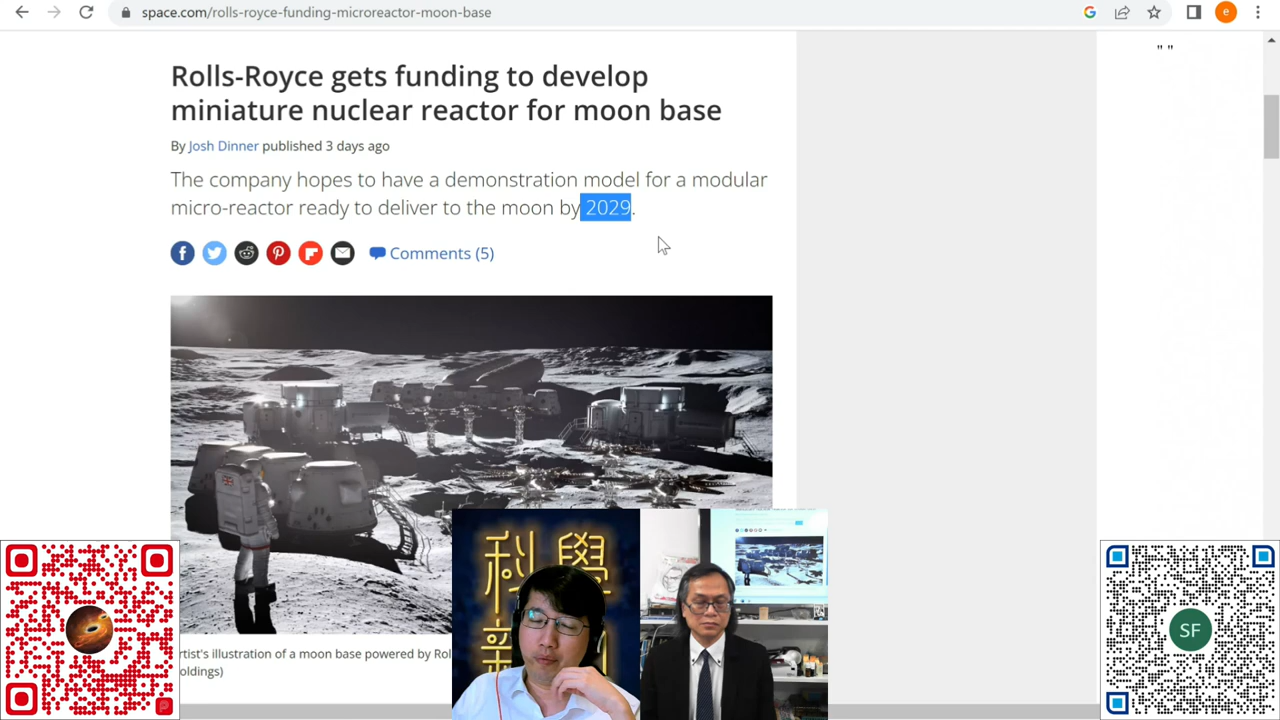 space.com/rolls-royce-funding-microreactor-moon-base
e
" "
Rolls-Royce gets funding to develop
miniature nuclear reactor for moon base
By Josh Dinner published 3 days ago
The company hopes to have a demonstration model for a modular
micro-reactor ready to deliver to the moon by 2029.
Comments (5)
rtist's illustration of a moon base powered by Rol
oldings)
科學
新
SF